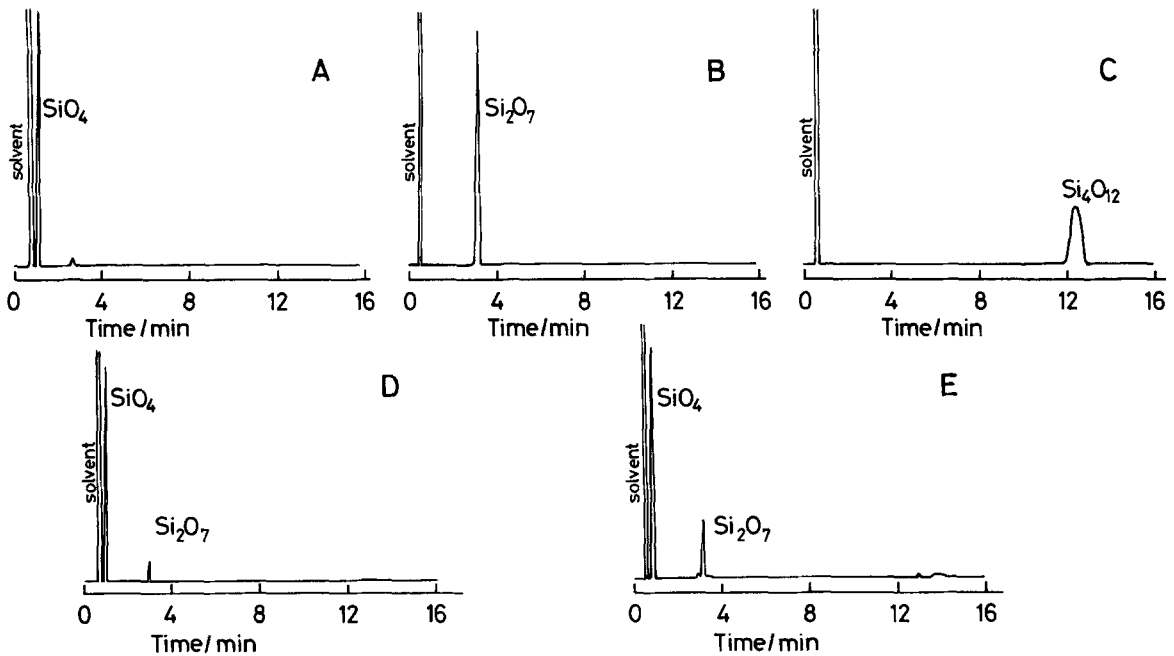 A
SiO₄
solvent
0 4 8 12 16
Time/min
B
Si₂O₇
solvent
0 4 8 12 16
Time/min
C
Si₄O₁₂
solvent
0 4 8 12 16
Time/min
D
SiO₄
solvent
Si₂O₇
0 4 8 12 16
Time/min
E
SiO₄
solvent
Si₂O₇
0 4 8 12 16
Time/min